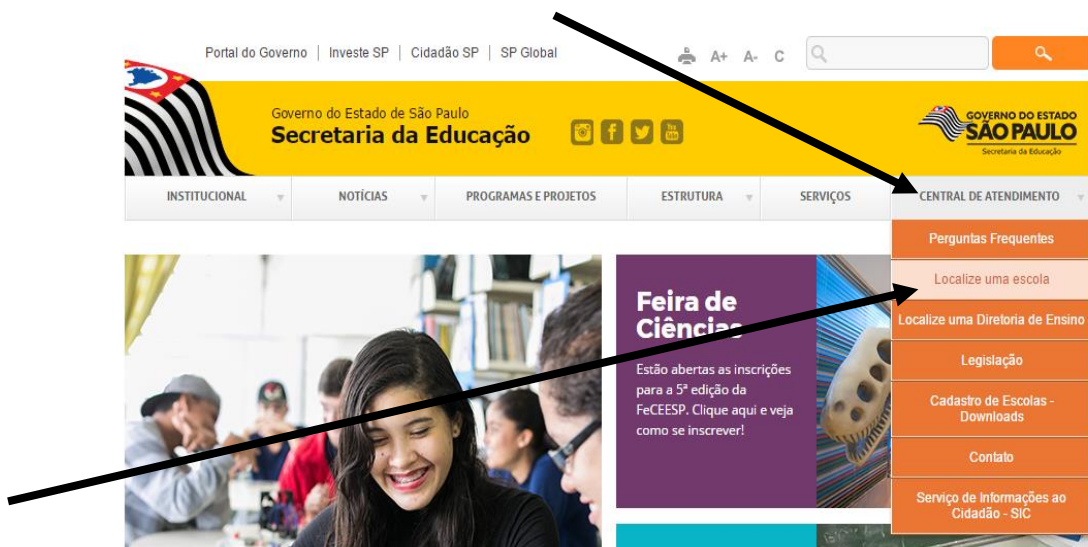 Portal do Governo | Investe SP | Cidadão SP | SP Global
A+ A- C
Governo do Estado de São Paulo
Secretaria da Educação
You Tube
GOVERNO DO ESTADO
SÃO PAULO
Secretaria da Educação
INSTITUCIONAL NOTÍCIAS PROGRAMAS E PROJETOS ESTRUTURA SERVIÇOS CENTRAL DE ATENDIMENTO
Perguntas Frequentes
Localize uma escola
Localize uma Diretoria de Ensino
Legislação
Cadastro de Escolas -
Downloads
Contato
Serviço de Informações ao
Cidadão - SIC
Feira de
Ciências
Estão abertas as inscrições
para a 5ª edição da
FeCEESP. Clique aqui e veja
como se inscrever!